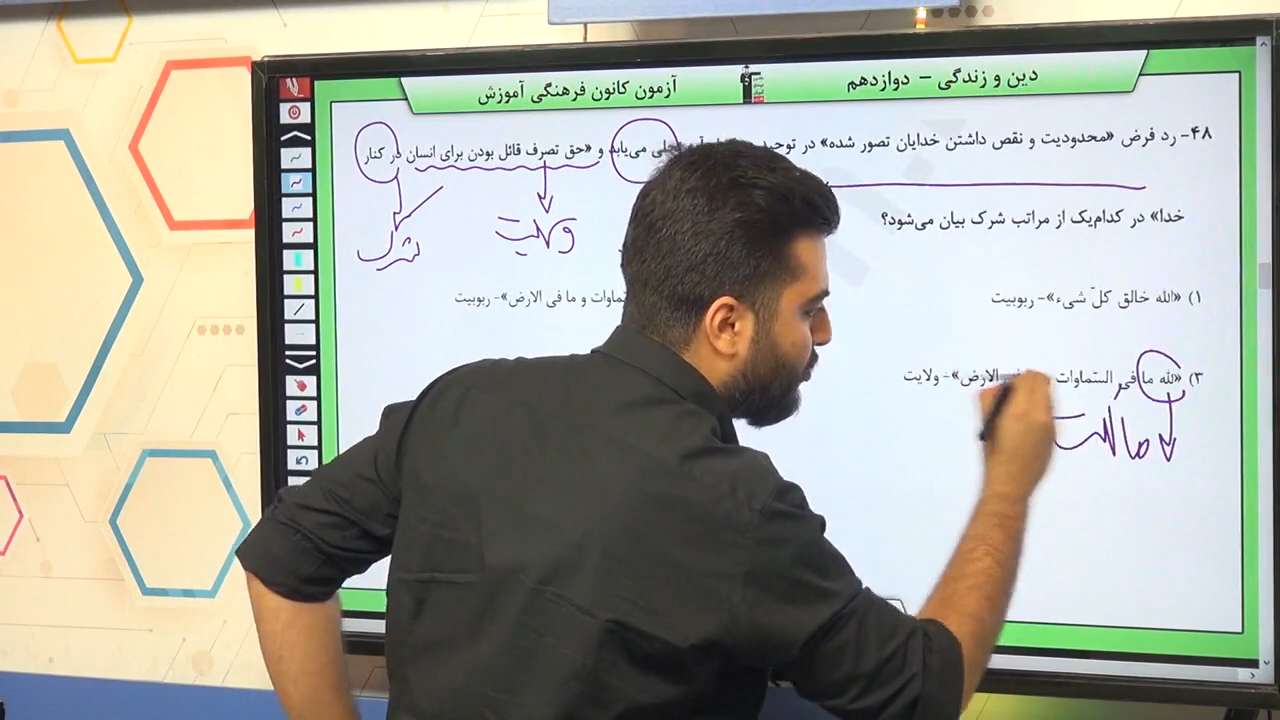 دین و زندگی – دوازدهم
آزمون کانون فرهنگی آموزش
۴۸- رد فرض «محدودیت و نقص داشتن خدایان تصور شده» در توحید می‌یابد و «حق تصرف قائل بودن برای انسان در کنار
خدا» در کدام‌یک از مراتب شرک بیان می‌شود؟
ولایت
شرک
۱) «الله خالق کلّ شیء»- ربوبیت
ماوات و ما فی الارض»- ربوبیت
۳) «لله ما فی السّماوات الارض»- ولایت
مالکیت